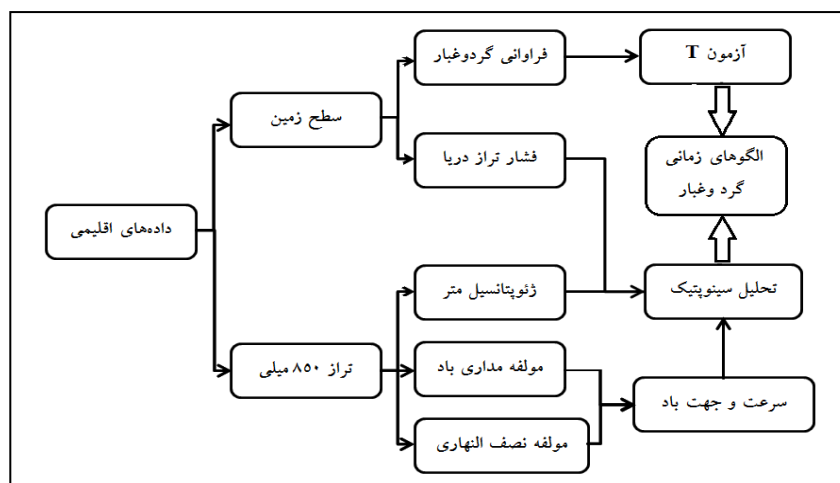 داده‌های اقلیمی
سطح زمین
تراز ۸۵۰ میلی
فراوانی گردوغبار
فشار تراز دریا
ژئوپتانسیل متر
مولفه مداری باد
مولفه نصف النهاری
آزمون T
الگوهای زمانی
گرد وغبار
تحلیل سینوپتیک
سرعت و جهت باد